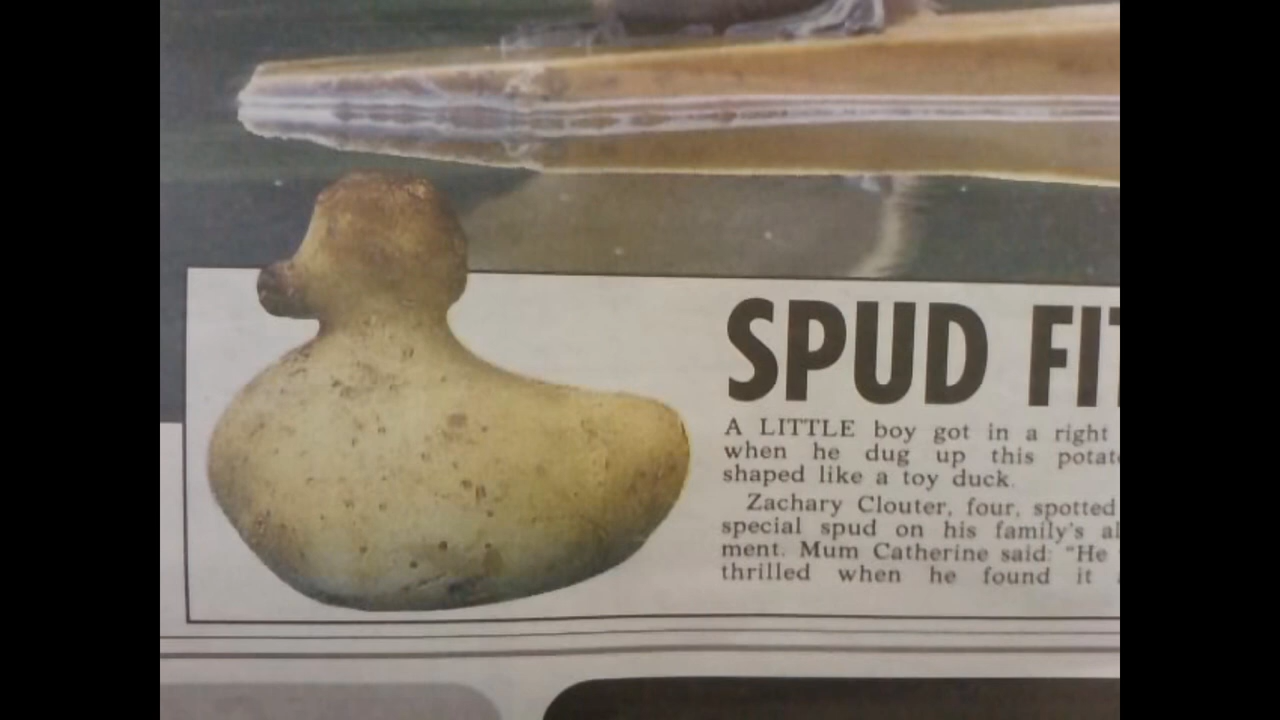 SPUD FI
A LITTLE boy got in a right
when he dug up this
shaped like a toy duck.
Zachary Clouter, four, spotted
special spud on his family's
ment. Mum Catherine said: "He
thrilled when he found it